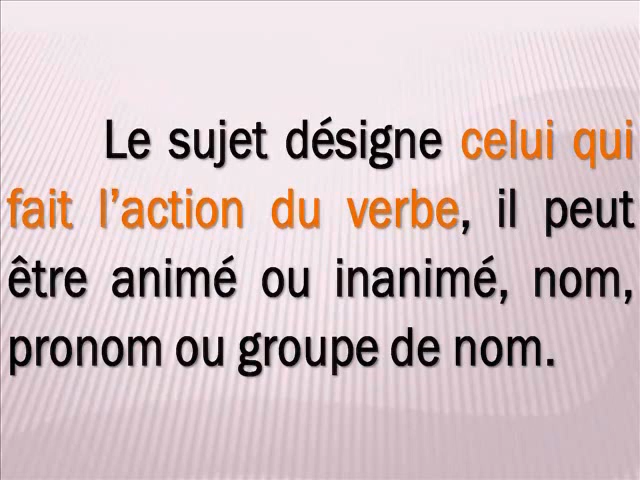 Le sujet désigne celui qui
fait l’action du verbe, il peut
être animé ou inanimé, nom,
pronom ou groupe de nom.